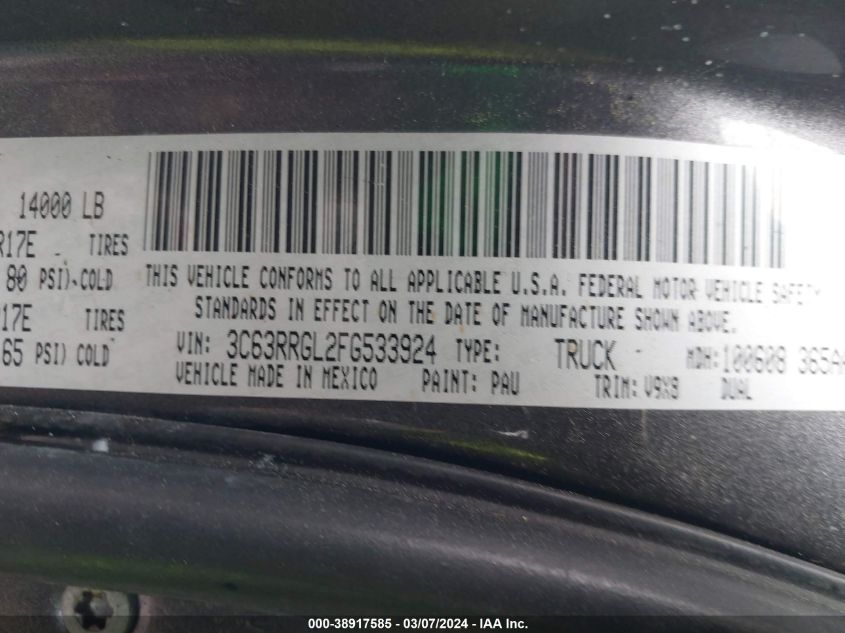 14000 LB
R17E TIRES
80 PSI) COLD
17E TIRES
65 PSI) COLD
THIS VEHICLE CONFORMS TO ALL APPLICABLE U.S.A. FEDERAL MOTOR VEHICLE SAFETY
STANDARDS IN EFFECT ON THE DATE OF MANUFACTURE SHOWN ABOVE.
VIN: 3C63RRGL2FG533924 TYPE: TRUCK MDH: 100608 365AA
VEHICLE MADE IN MEXICO PAINT: PAU TRIM: V9X8 DUAL
000-38917585 - 03/07/2024 - IAA Inc.